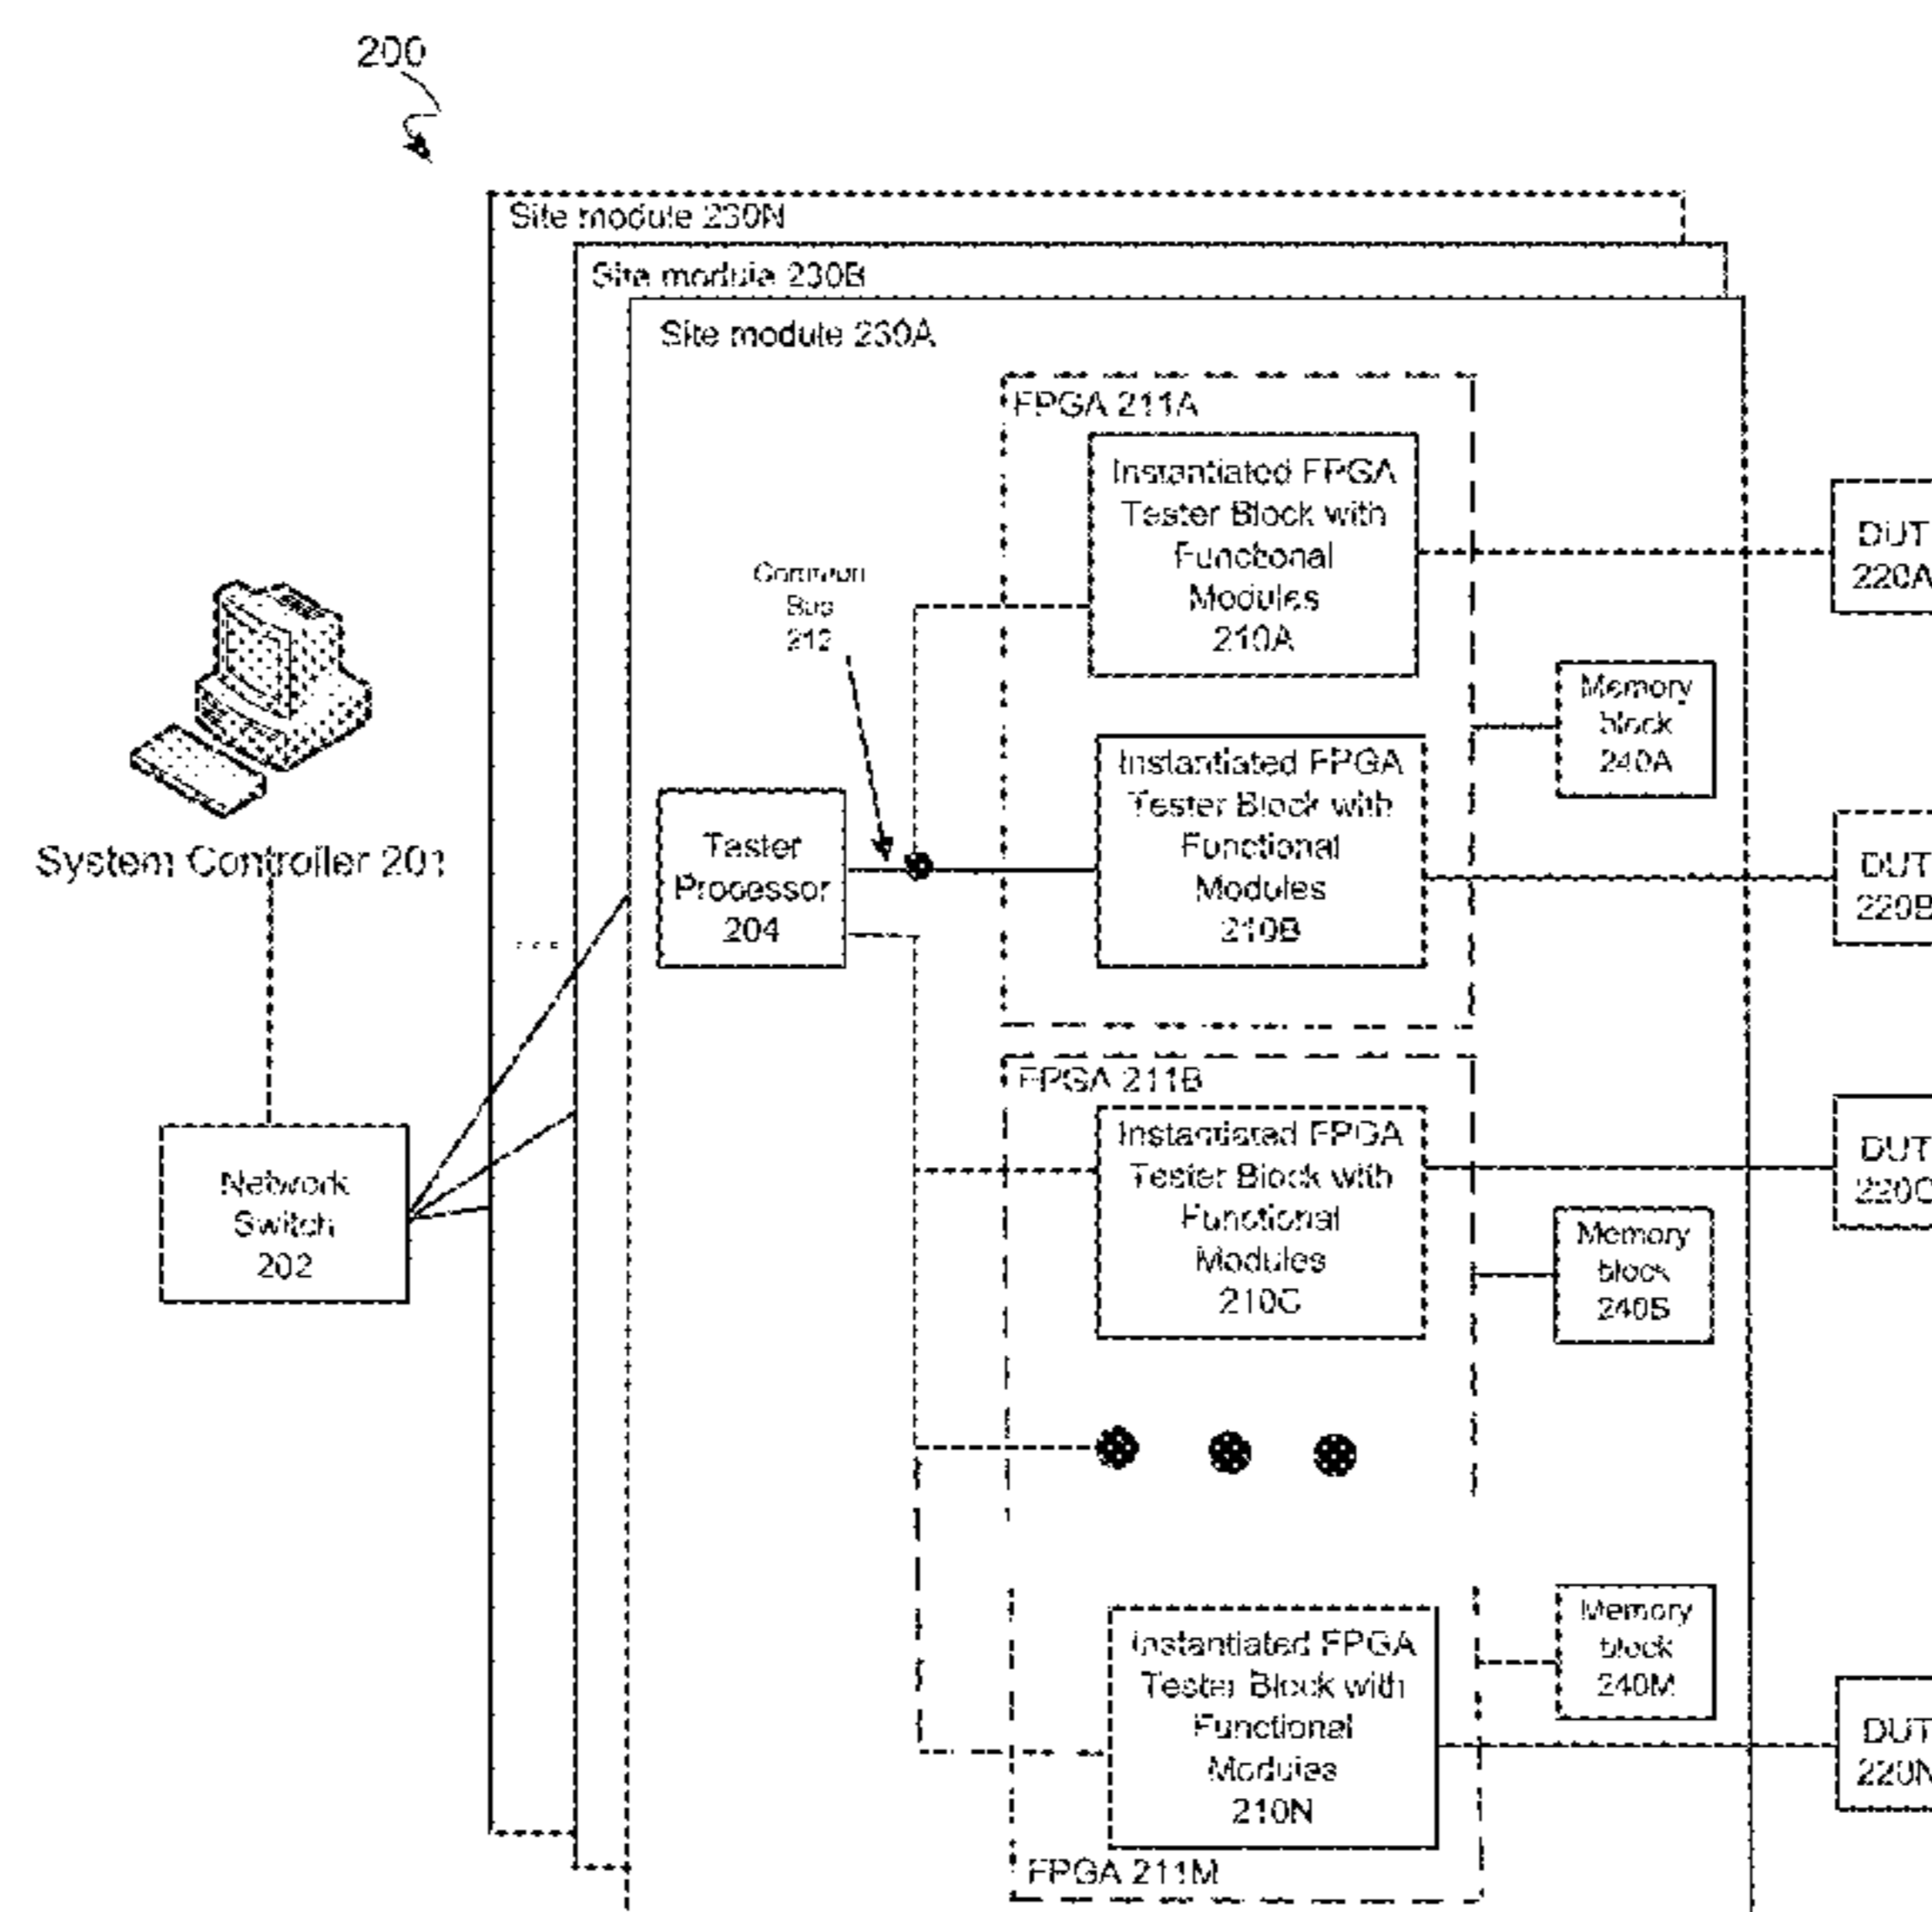 200
Site module 230N
Site module 230B
Site module 230A
FPGA 211A
Instantiated FPGA
Tester Block with
Functional
Modules
210A
DUT
220A
Common
Bus
212
Memory
block
240A
Instantiated FPGA
Tester Block with
Functional
Modules
210B
DUT
220B
Tester
Processor
204
System Controller 201
Network
Switch
202
FPGA 211B
Instantiated FPGA
Tester Block with
Functional
Modules
210C
DUT
220C
Memory
block
240B
Memory
block
240M
Instantiated FPGA
Tester Block with
Functional
Modules
210N
DUT
220N
FPGA 211M